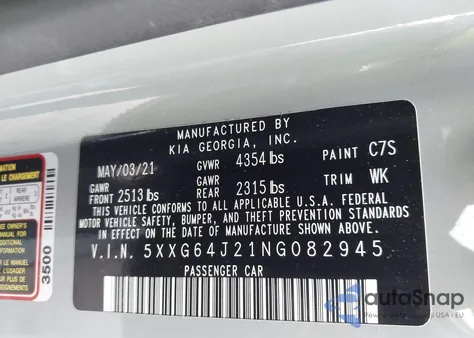 MANUFACTURED BY
KIA GEORGIA, INC.
MAY/03/21 GVWR 4354 lbs PAINT C7S
GAWR GAWR
FRONT 2513 lbs REAR 2315 lbs TRIM WK
THIS VEHICLE CONFORMS TO ALL APPLICABLE U.S.A. FEDERAL
MOTOR VEHICLE SAFETY, BUMPER, AND THEFT PREVENTION STANDARDS
IN EFFECT ON THE DATE OF MANUFACTURE SHOWN ABOVE.
V.I.N. 5XXG64J21NG082945
PASSENGER CAR
3500
autoSnap
USA - EU